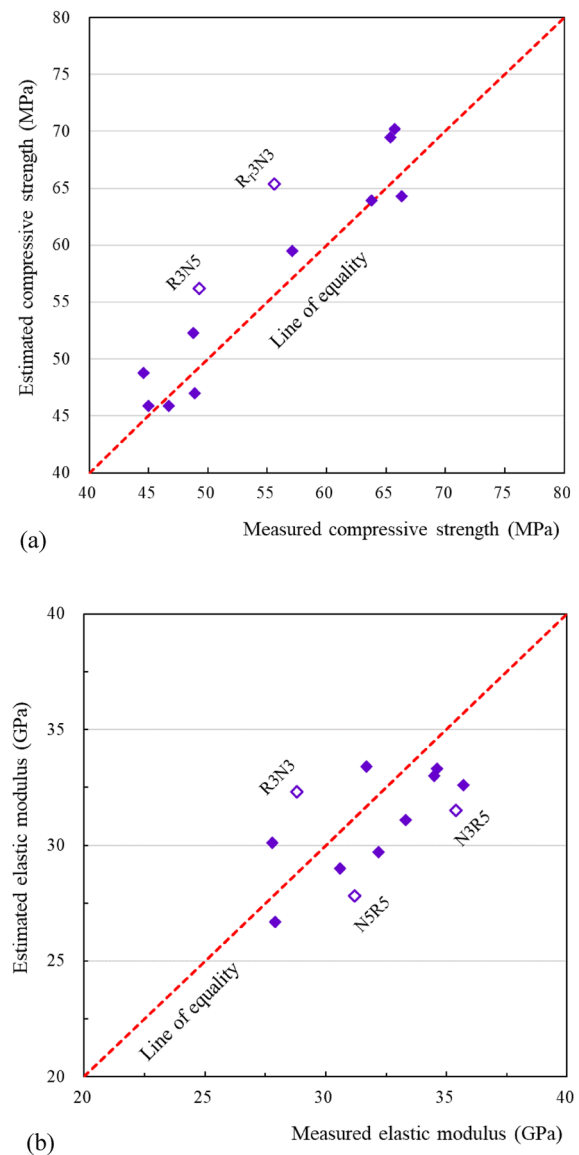 80
75
70
65
60
55
50
45
40
Estimated compressive strength (MPa)
R_T3N3
R3N5
Line of equality
40 45 50 55 60 65 70 75 80
Measured compressive strength (MPa)
(a)
40
35
30
25
20
Estimated elastic modulus (GPa)
R3N3
N3R5
N5R5
Line of equality
20 25 30 35 40
Measured elastic modulus (GPa)
(b)